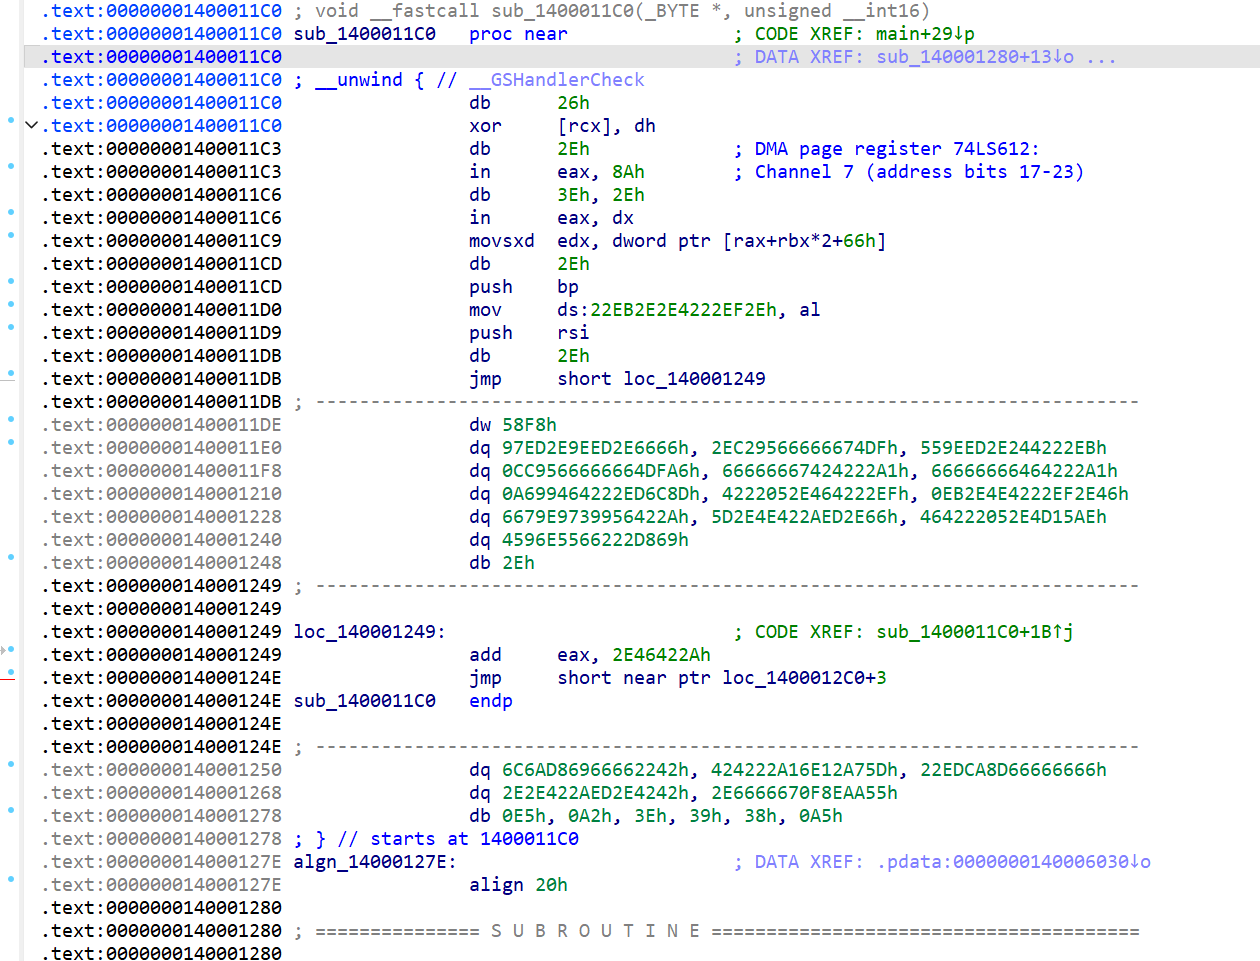 .text:00000001400011C0 ; void __fastcall sub_1400011C0(_BYTE *, unsigned __int16)
.text:00000001400011C0 sub_1400011C0 proc near ; CODE XREF: main+29↓p
.text:00000001400011C0 ; DATA XREF: sub_140001280+13↓o ...
.text:00000001400011C0 ; __unwind { // __GSHandlerCheck
.text:00000001400011C0 db 26h
.text:00000001400011C0 xor [rcx], dh
.text:00000001400011C3 db 2Eh ; DMA page register 74LS612:
.text:00000001400011C3 in eax, 8Ah ; Channel 7 (address bits 17-23)
.text:00000001400011C6 db 3Eh, 2Eh
.text:00000001400011C6 in eax, dx
.text:00000001400011C9 movsxd edx, dword ptr [rax+rbx*2+66h]
.text:00000001400011CD db 2Eh
.text:00000001400011CD push bp
.text:00000001400011D0 mov ds:22EB2E2E4222EF2Eh, al
.text:00000001400011D9 push rsi
.text:00000001400011DB db 2Eh
.text:00000001400011DB jmp short loc_140001249
.text:00000001400011DB ; ---------------------------------------------------------------------------
.text:00000001400011DE dw 58F8h
.text:00000001400011E0 dq 97ED2E9EED2E6666h, 2EC29566666674DFh, 559EED2E244222EBh
.text:00000001400011F8 dq 0CC9566666664DFA6h, 66666667424222A1h, 66666666464222A1h
.text:0000000140001210 dq 0A699464222ED6C8Dh, 4222052E464222EFh, 0EB2E4E4222EF2E46h
.text:0000000140001228 dq 6679E9739956422Ah, 5D2E4E422AED2E66h, 464222052E4D15AEh
.text:0000000140001240 dq 4596E5566222D869h
.text:0000000140001248 db 2Eh
.text:0000000140001249 ; ---------------------------------------------------------------------------
.text:0000000140001249
.text:0000000140001249 loc_140001249: ; CODE XREF: sub_1400011C0+1B↑j
.text:0000000140001249 add eax, 2E46422Ah
.text:000000014000124E jmp short near ptr loc_1400012C0+3
.text:000000014000124E sub_1400011C0 endp
.text:000000014000124E
.text:000000014000124E ; ---------------------------------------------------------------------------
.text:0000000140001250 dq 6C6AD86966662242h, 424222A16E12A75Dh, 22EDCA8D66666666h
.text:0000000140001268 dq 2E2E422AED2E4242h, 2E6666670F8EAA55h
.text:0000000140001278 db 0E5h, 0A2h, 3Eh, 39h, 38h, 0A5h
.text:0000000140001278 ; } // starts at 1400011C0
.text:000000014000127E algn_14000127E: ; DATA XREF: .pdata:0000000140006030↓o
.text:000000014000127E align 20h
.text:0000000140001280
.text:0000000140001280 ; =============== S U B R O U T I N E =======================================
.text:0000000140001280